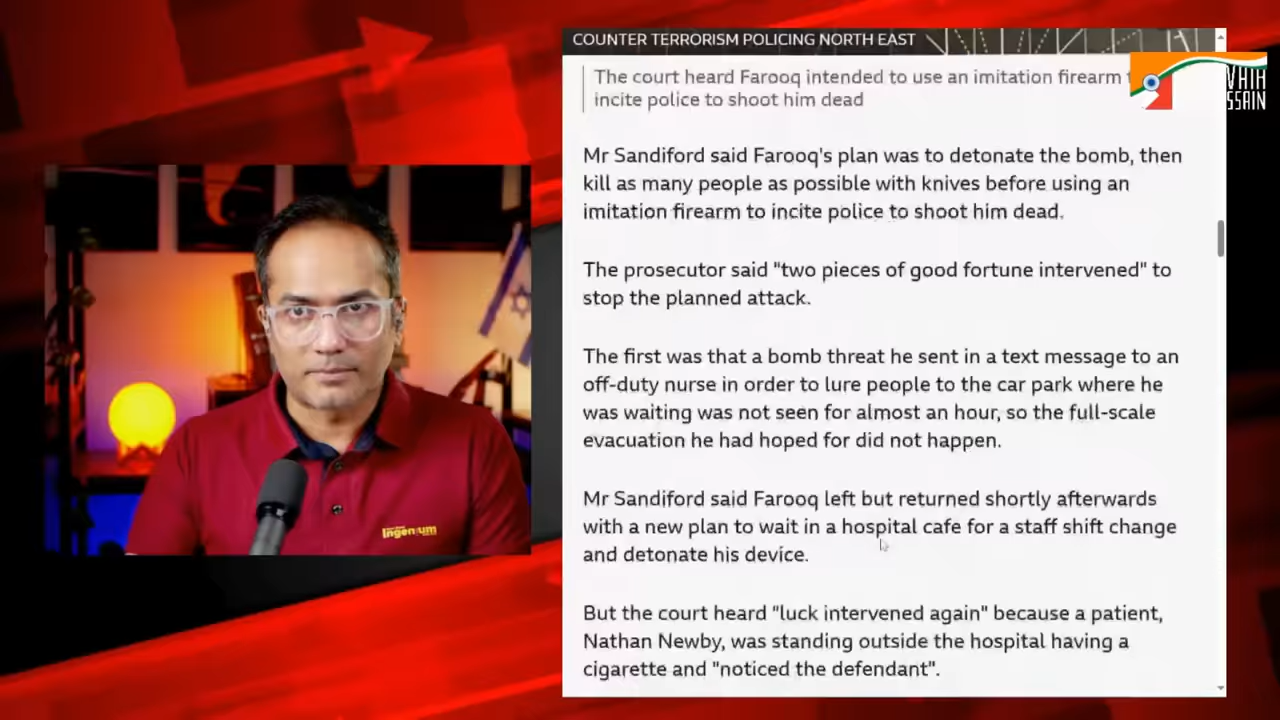 COUNTER TERRORISM POLICING NORTH EAST
The court heard Farooq intended to use an imitation firearm
incite police to shoot him dead
Mr Sandiford said Farooq's plan was to detonate the bomb, then
kill as many people as possible with knives before using an
imitation firearm to incite police to shoot him dead.
The prosecutor said "two pieces of good fortune intervened" to
stop the planned attack.
The first was that a bomb threat he sent in a text message to an
off-duty nurse in order to lure people to the car park where he
was waiting was not seen for almost an hour, so the full-scale
evacuation he had hoped for did not happen.
Mr Sandiford said Farooq left but returned shortly afterwards
with a new plan to wait in a hospital cafe for a staff shift change
and detonate his device.
But the court heard "luck intervened again" because a patient,
Nathan Newby, was standing outside the hospital having a
cigarette and "noticed the defendant".
Ingenium